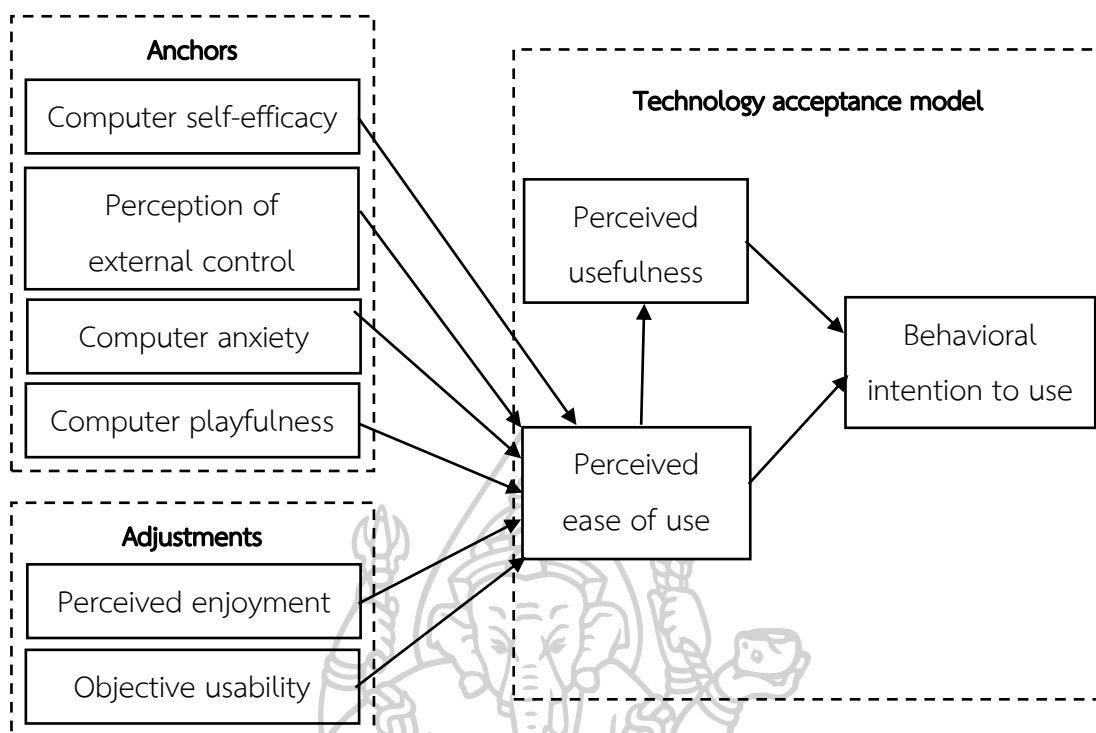 Anchors
Computer self-efficacy
Perception of
external control
Computer anxiety
Computer playfulness
Adjustments
Perceived enjoyment
Objective usability
Technology acceptance model
Perceived
usefulness
Perceived
ease of use
Behavioral
intention to use